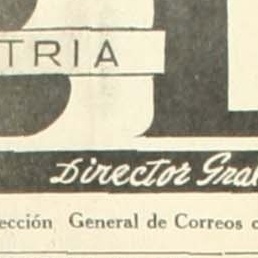 TRIA
Director Gral
ección General de Correos